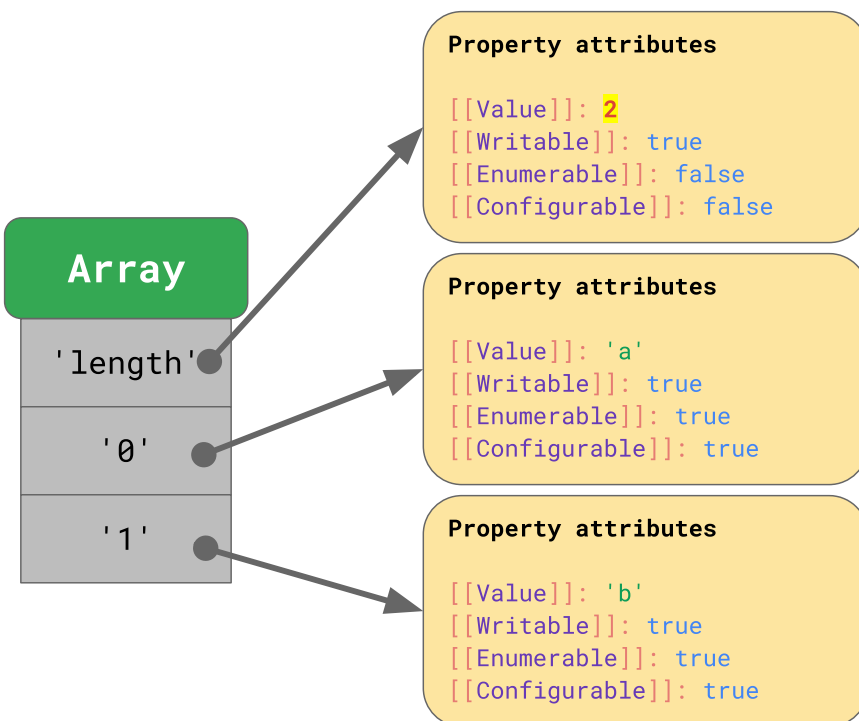 Array
'length'
'0'
'1'
Property attributes
[[Value]]: 2
[[Writable]]: true
[[Enumerable]]: false
[[Configurable]]: false
Property attributes
[[Value]]: 'a'
[[Writable]]: true
[[Enumerable]]: true
[[Configurable]]: true
Property attributes
[[Value]]: 'b'
[[Writable]]: true
[[Enumerable]]: true
[[Configurable]]: true